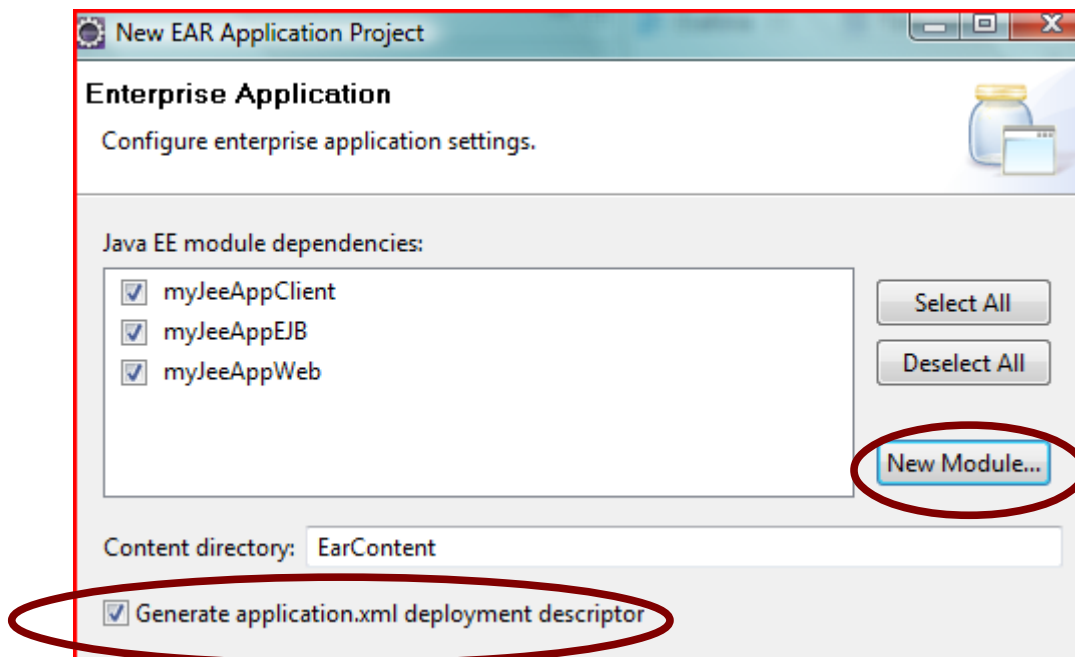 New EAR Application Project
Enterprise Application
Configure enterprise application settings.
Java EE module dependencies:
myJeeAppClient
myJeeAppEJB
myJeeAppWeb
Select All
Deselect All
New Module...
Content directory: EarContent
Generate application.xml deployment descriptor